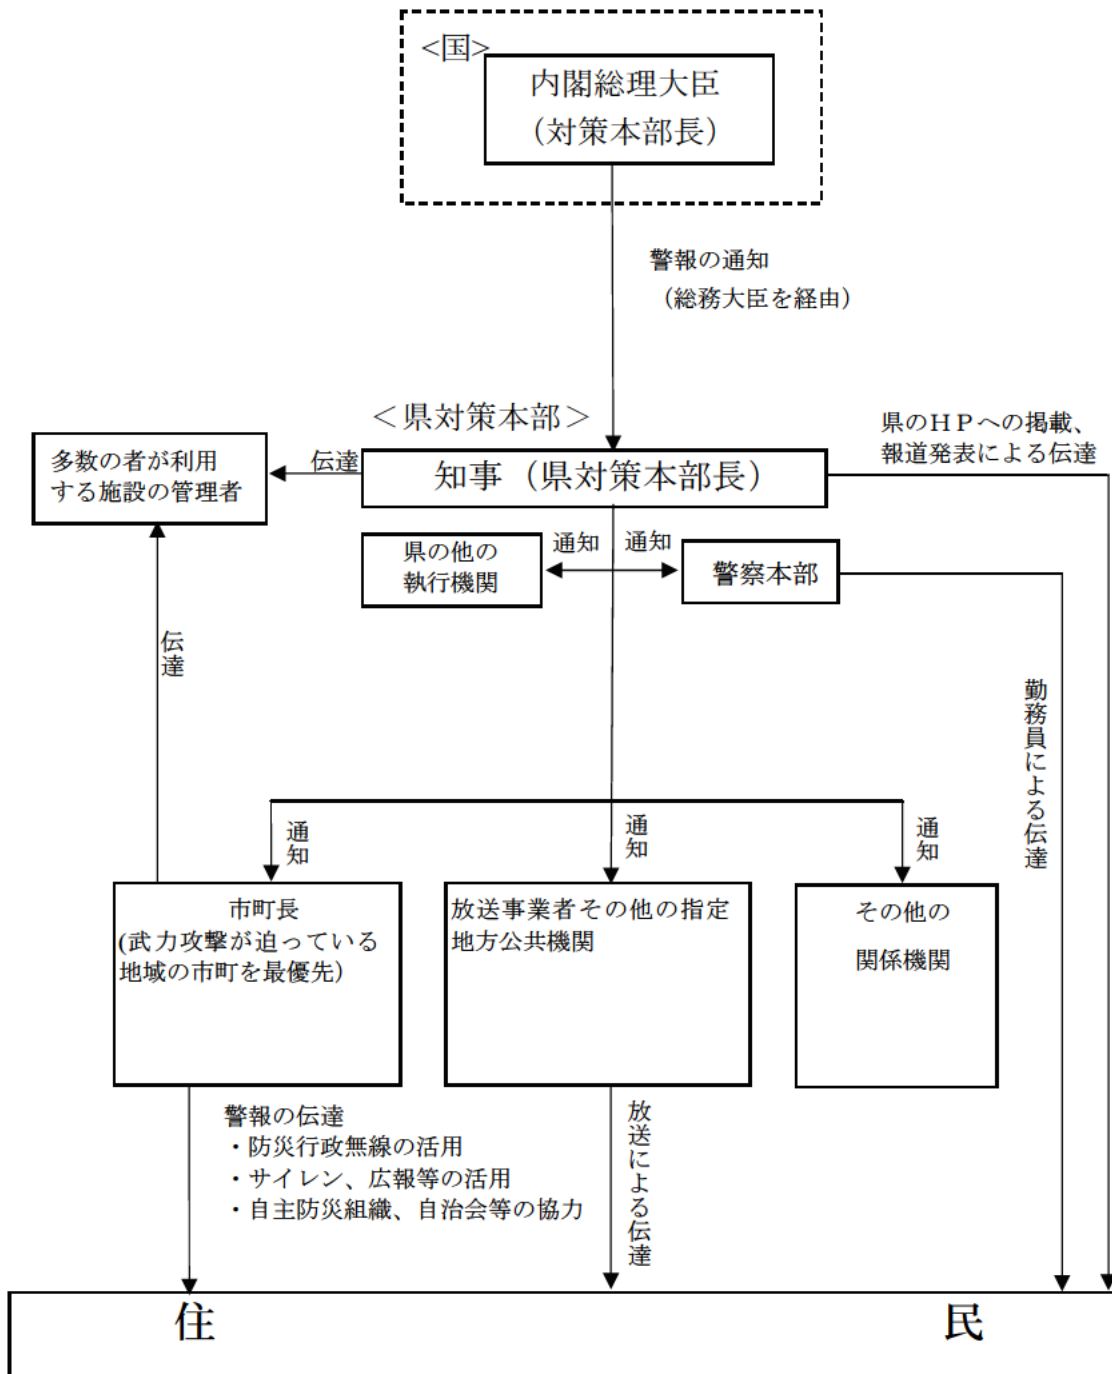 <国>
内閣総理大臣
（対策本部長）
警報の通知
（総務大臣を経由）
＜県対策本部＞
県のＨＰへの掲載、
報道発表による伝達
多数の者が利用
する施設の管理者
伝達
知事（県対策本部長）
県の他の
執行機関
通知
通知
警察本部
伝達
勤務員による伝達
通知
通知
通知
市町長
(武力攻撃が迫っている
地域の市町を最優先）
放送事業者その他の指定
地方公共機関
その他の
関係機関
警報の伝達
・防災行政無線の活用
・サイレン、広報等の活用
・自主防災組織、自治会等の協力
放送による伝達
住民